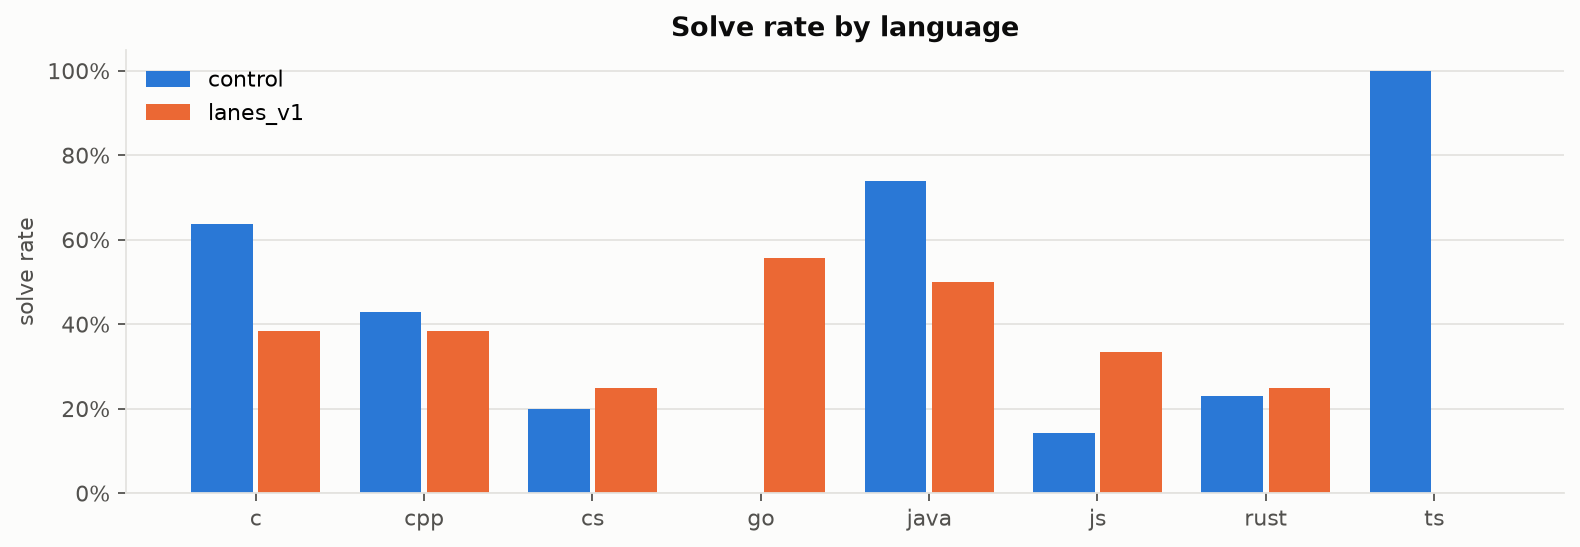 Solve rate by language
control
lanes_v1
solve rate
100%
80%
60%
40%
20%
0%
c cpp cs go java js rust ts